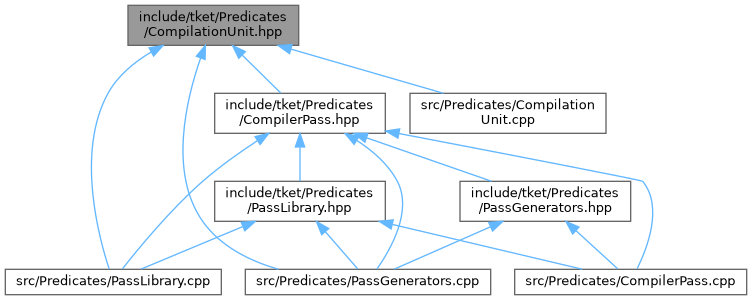 include/tket/Predicates
/CompilationUnit.hpp
include/tket/Predicates
/CompilerPass.hpp
src/Predicates/Compilation
Unit.cpp
include/tket/Predicates
/PassLibrary.hpp
include/tket/Predicates
/PassGenerators.hpp
src/Predicates/PassLibrary.cpp
src/Predicates/PassGenerators.cpp
src/Predicates/CompilerPass.cpp